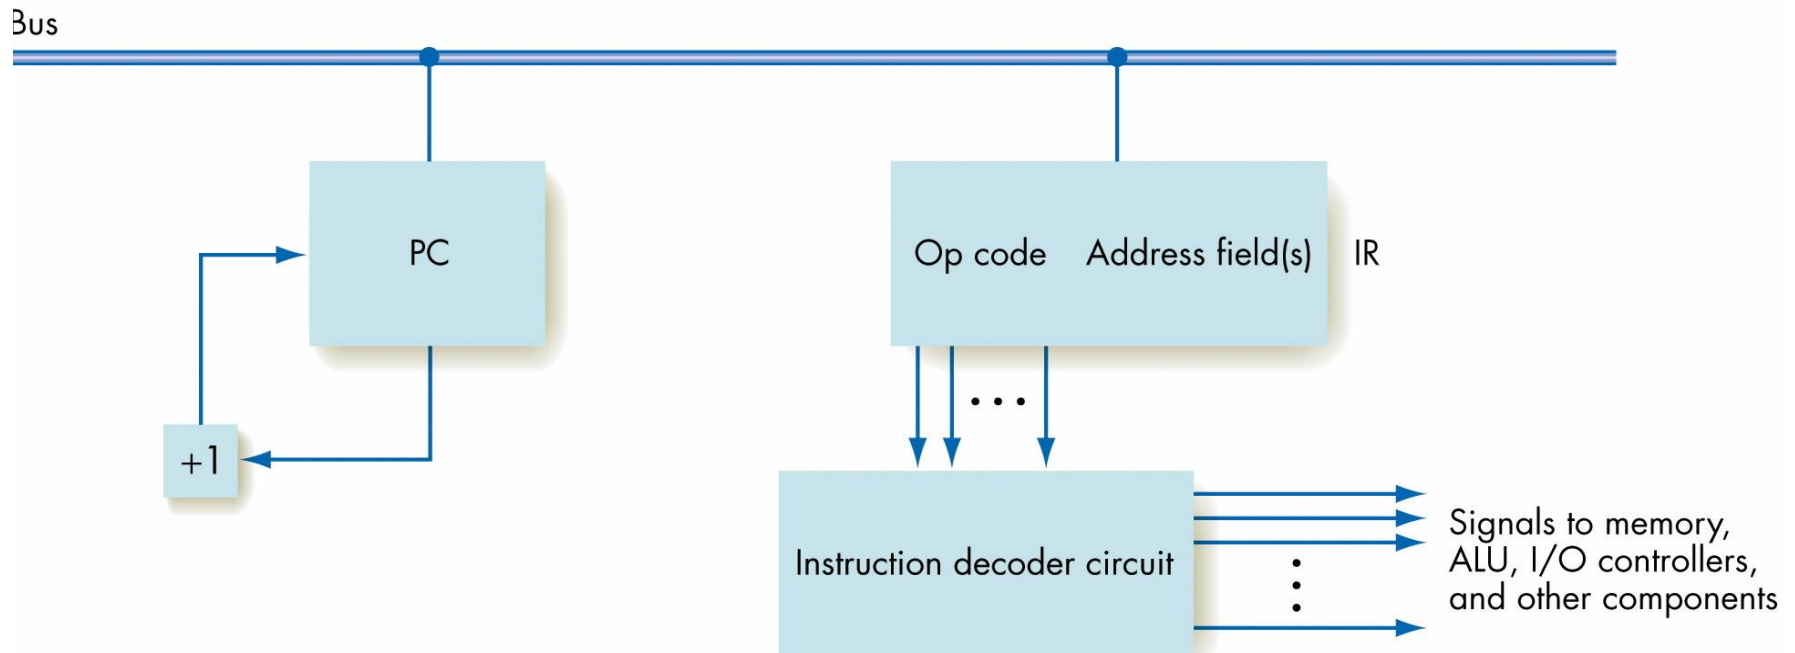 Bus
PC
Op code Address field(s) IR
+1
Instruction decoder circuit
Signals to memory,
ALU, I/O controllers,
and other components